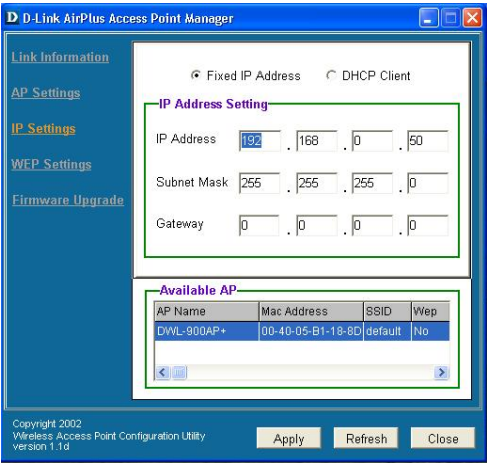 D D-Link AirPlus Access Point Manager
Link Information
AP Settings
IP Settings
WEP Settings
Firmware Upgrade
Fixed IP Address DHCP Client
IP Address Setting
IP Address 192 . 168 . 0 . 50
Subnet Mask 255 . 255 . 255 . 0
Gateway 0 . 0 . 0 . 0
Available AP
AP Name Mac Address SSID Wep
DWL-900AP+ 00-40-05-B1-18-8D default No
Copyright 2002
Wireless Access Point Configuration Utility
version 1.1d
Apply Refresh Close